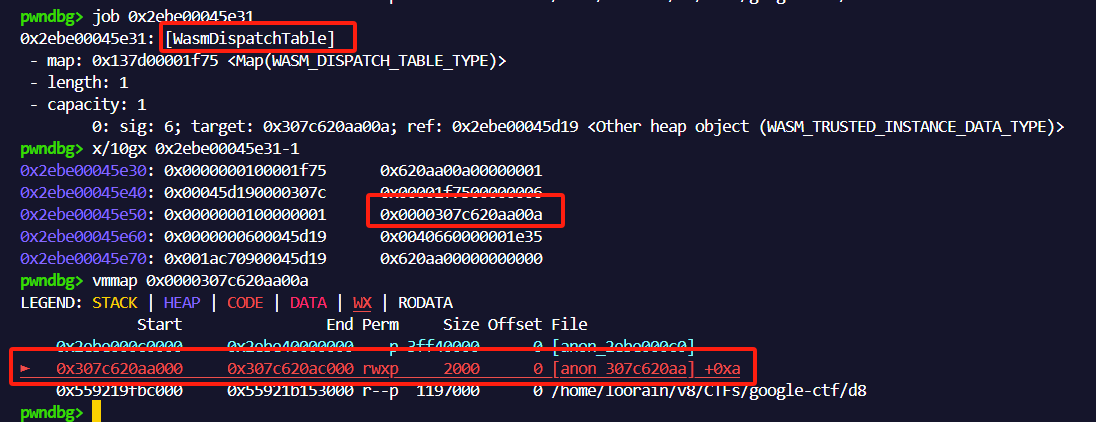 pwndbg> job 0x2ebe00045e31
0x2ebe00045e31: [WasmDispatchTable]
- map: 0x137d00001f75 <Map(WASM_DISPATCH_TABLE_TYPE)>
- length: 1
- capacity: 1
0: sig: 6; target: 0x307c620aa00a; ref: 0x2ebe00045d19 <Other heap object (WASM_TRUSTED_INSTANCE_DATA_TYPE)>
pwndbg> x/10gx 0x2ebe00045e31-1
0x2ebe00045e30: 0x0000000100001f75 0x620aa00a00000001
0x2ebe00045e40: 0x00045d190000307c 0x00001f7500000006
0x2ebe00045e50: 0x0000000100000001 0x0000307c620aa00a
0x2ebe00045e60: 0x0000000600045d19 0x0040660000001e35
0x2ebe00045e70: 0x001ac70900045d19 0x620aa00000000000
pwndbg> vmmap 0x0000307c620aa00a
LEGEND: STACK | HEAP | CODE | DATA | WX | RODATA
Start End Perm Size Offset File
0x2ebe000c0000 0x2ebe40000000 ---p 3ff40000 0 [anon_2ebe000c0]
► 0x307c620aa000 0x307c620ac000 rwxp 2000 0 [anon_307c620aa] +0xa
0x559219fbc000 0x55921b153000 r--p 1197000 0 /home/loorain/v8/CTFs/google-ctf/d8
pwndbg>